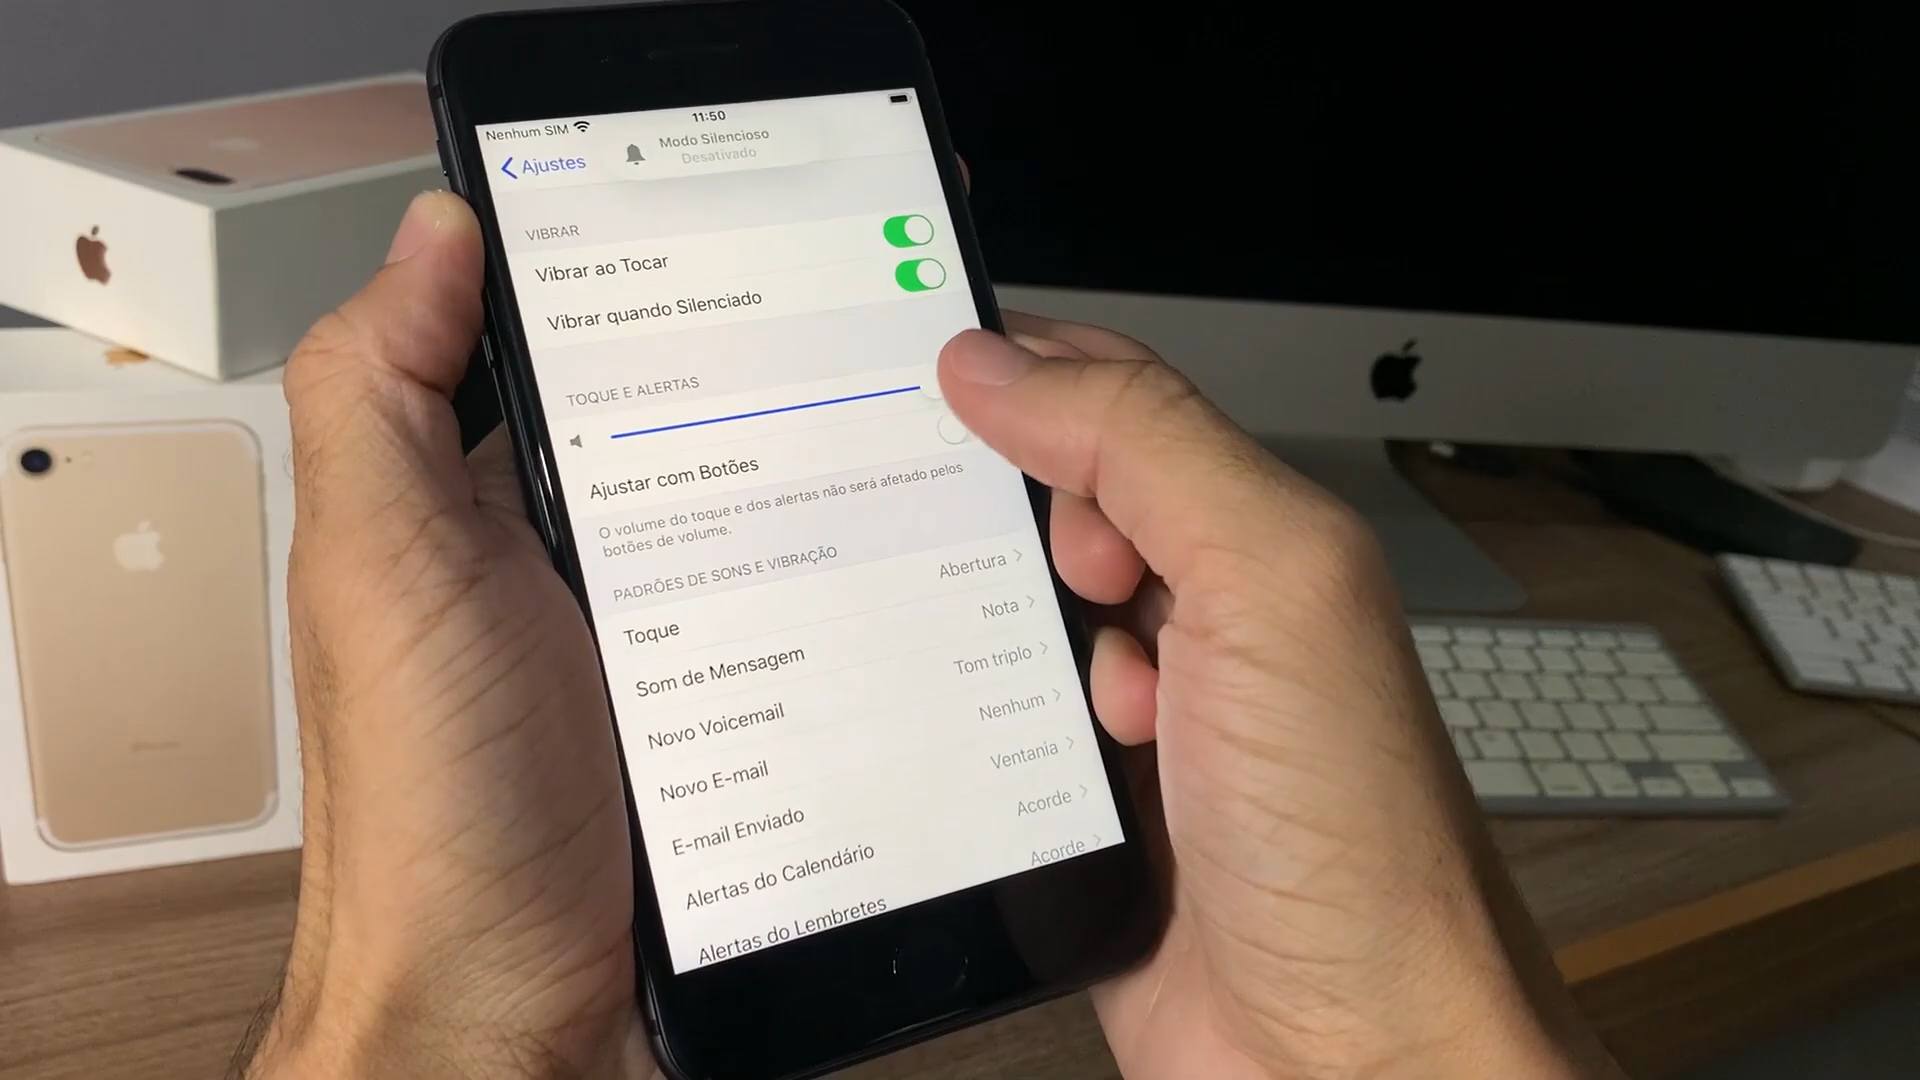 Nenhum SIM
11:50
Modo Silencioso
Desativado
Ajustes
VIBRAR
Vibrar ao Tocar
Vibrar quando Silenciado
TOQUE E ALERTAS
Ajustar com Botões
O volume do toque e dos alertas não será afetado pelos
botões de volume.
PADRÕES DE SONS E VIBRAÇÃO
Toque Abertura
Som de Mensagem Nota
Novo Voicemail Tom triplo
Novo E-mail Nenhum
E-mail Enviado Ventania
Alertas do Calendário Acorde
Alertas do Lembretes Acorde